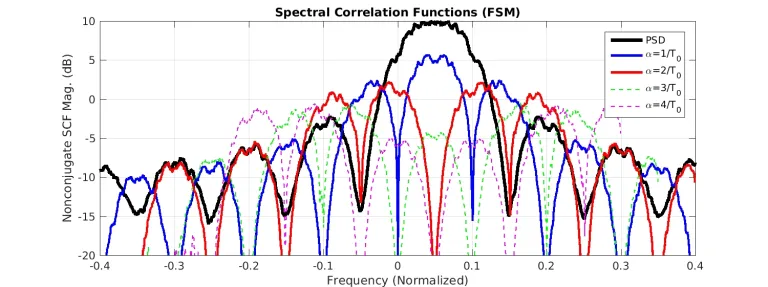 Spectral Correlation Functions (FSM)
Nonconjugate SCF Mag. (dB)
10
5
0
-5
-10
-15
-20
PSD
α=1/T0
α=2/T0
α=3/T0
α=4/T0
-0.4 -0.3 -0.2 -0.1 0 0.1 0.2 0.3 0.4
Frequency (Normalized)